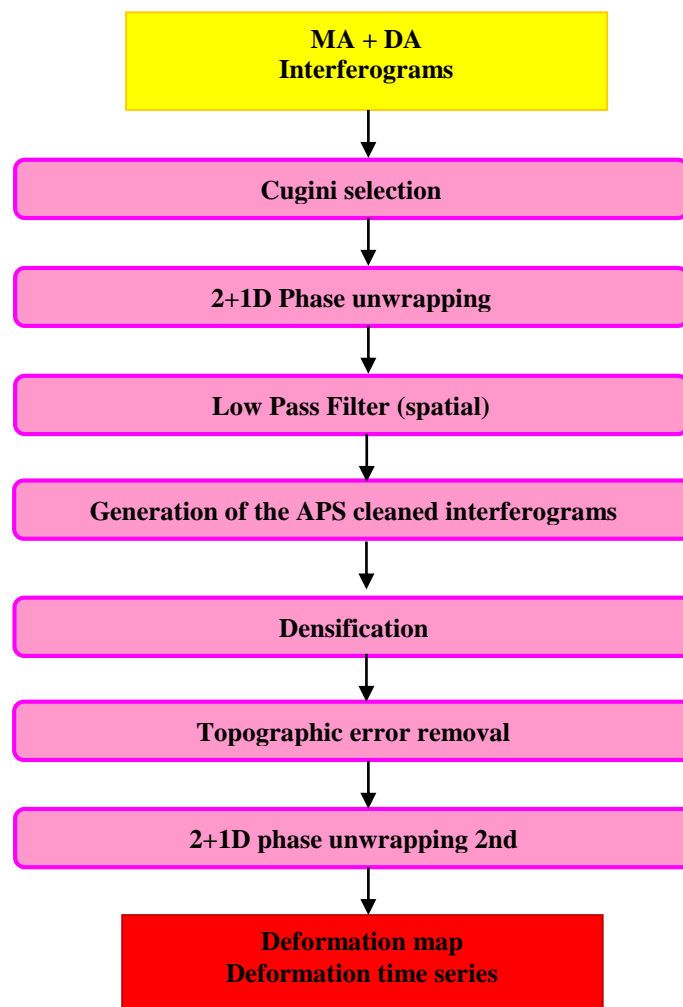 MA + DA
Interferograms
Cugini selection
2+1D Phase unwrapping
Low Pass Filter (spatial)
Generation of the APS cleaned interferograms
Densification
Topographic error removal
2+1D phase unwrapping 2nd
Deformation map
Deformation time series